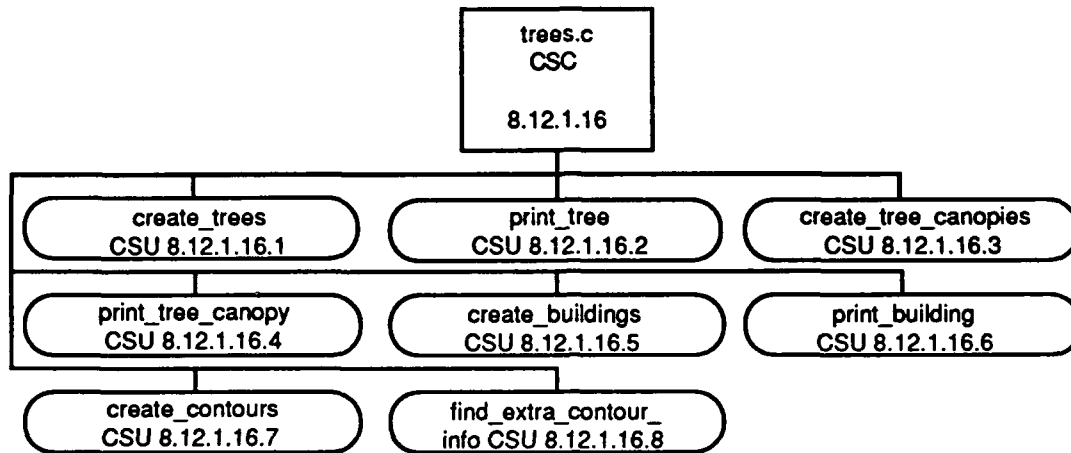 trees.c
CSC
8.12.1.16
create_trees
CSU 8.12.1.16.1
print_tree
CSU 8.12.1.16.2
create_tree_canopies
CSU 8.12.1.16.3
print_tree_canopy
CSU 8.12.1.16.4
create_buildings
CSU 8.12.1.16.5
print_building
CSU 8.12.1.16.6
create_contours
CSU 8.12.1.16.7
find_extra_contour_
info CSU 8.12.1.16.8